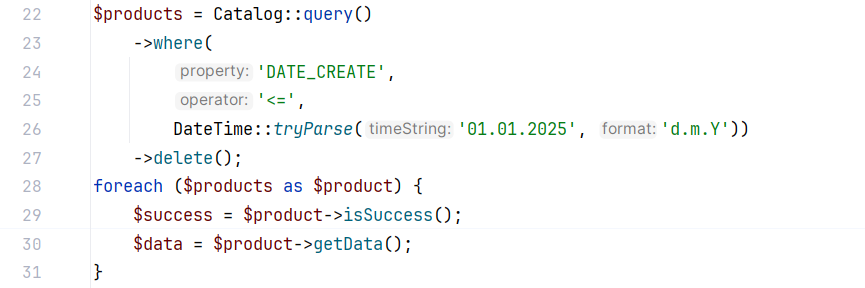 22 $products = Catalog::query()
23 ->where(
24 property: 'DATE_CREATE',
25 operator: '<=',
26 DateTime::tryParse( timeString: '01.01.2025', format: 'd.m.Y'))
27 ->delete();
28 foreach ($products as $product) {
29 $success = $product->isSuccess();
30 $data = $product->getData();
31 }